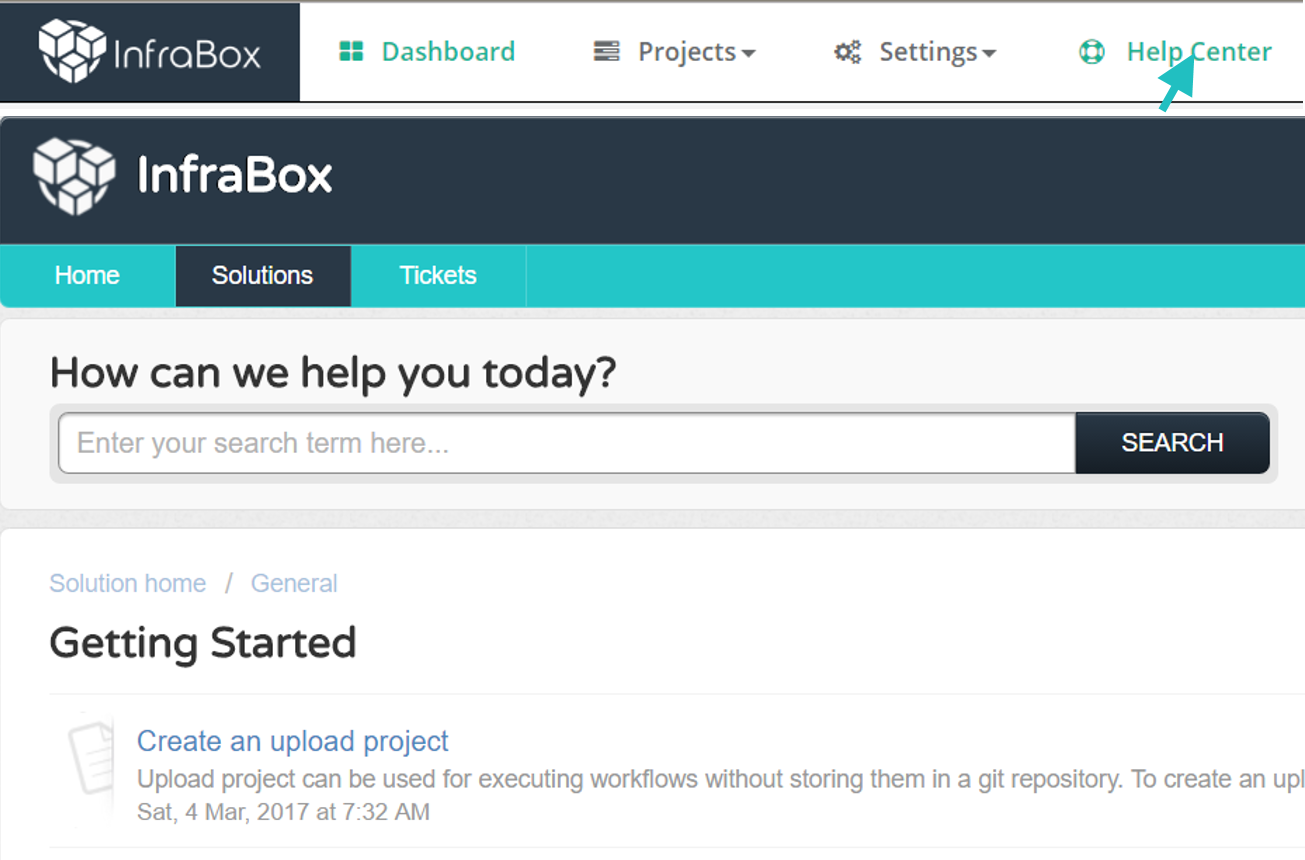 InfraBox Dashboard Projects Settings Help Center
InfraBox
Home Solutions Tickets
How can we help you today?
Enter your search term here... SEARCH
Solution home / General
Getting Started
Create an upload project
Upload project can be used for executing workflows without storing them in a git repository. To create an upl
Sat, 4 Mar, 2017 at 7:32 AM